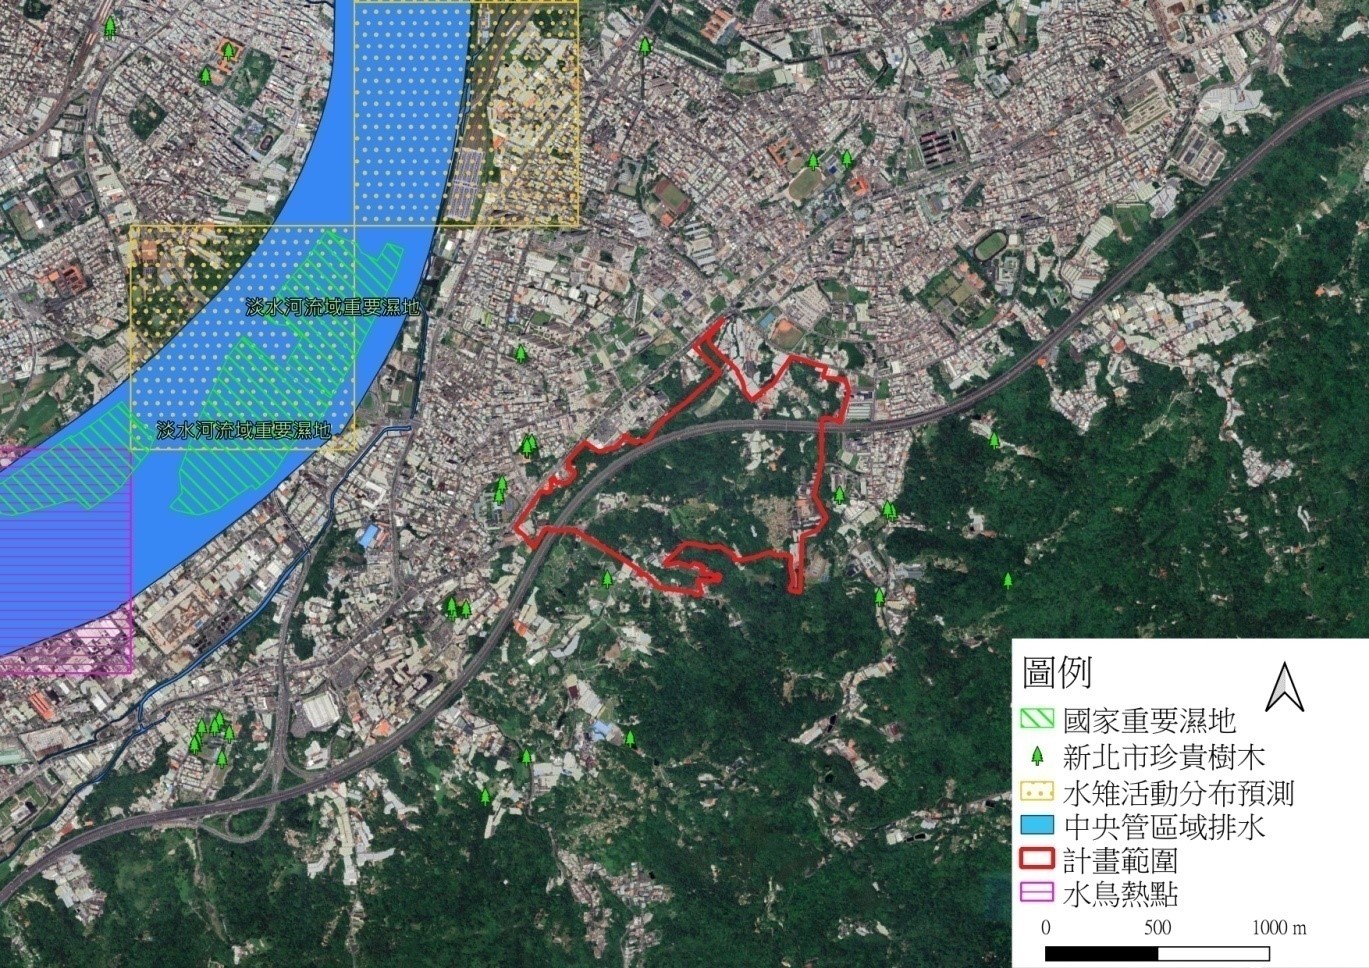 淡水河流域重要濕地
淡水河流域重要濕地
圖例
國家重要濕地
新北市珍貴樹木
水雉活動分布預測
中央管區域排水
計畫範圍
水鳥熱點
0 500 1000 m